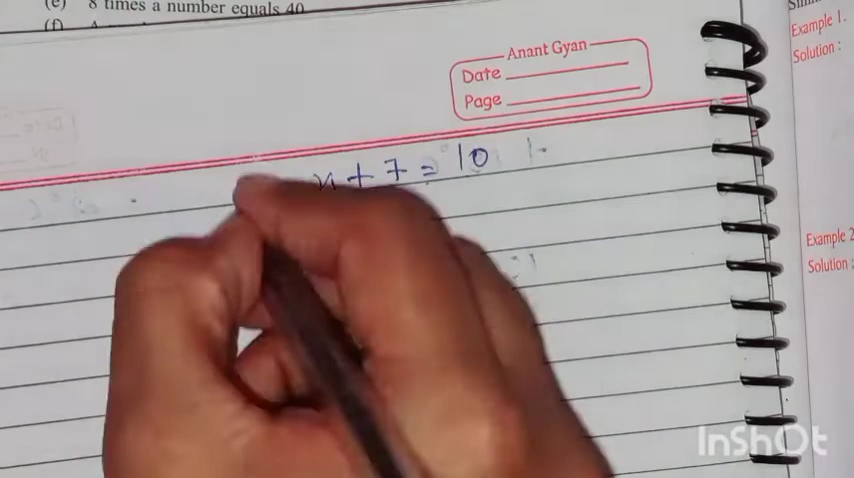 (e) 8 times a number equals 40
(f)
Anant Gyan
Date
Page
x + 7 = 10
Example 1.
Solution :
Example 2
Solution :
InShOt